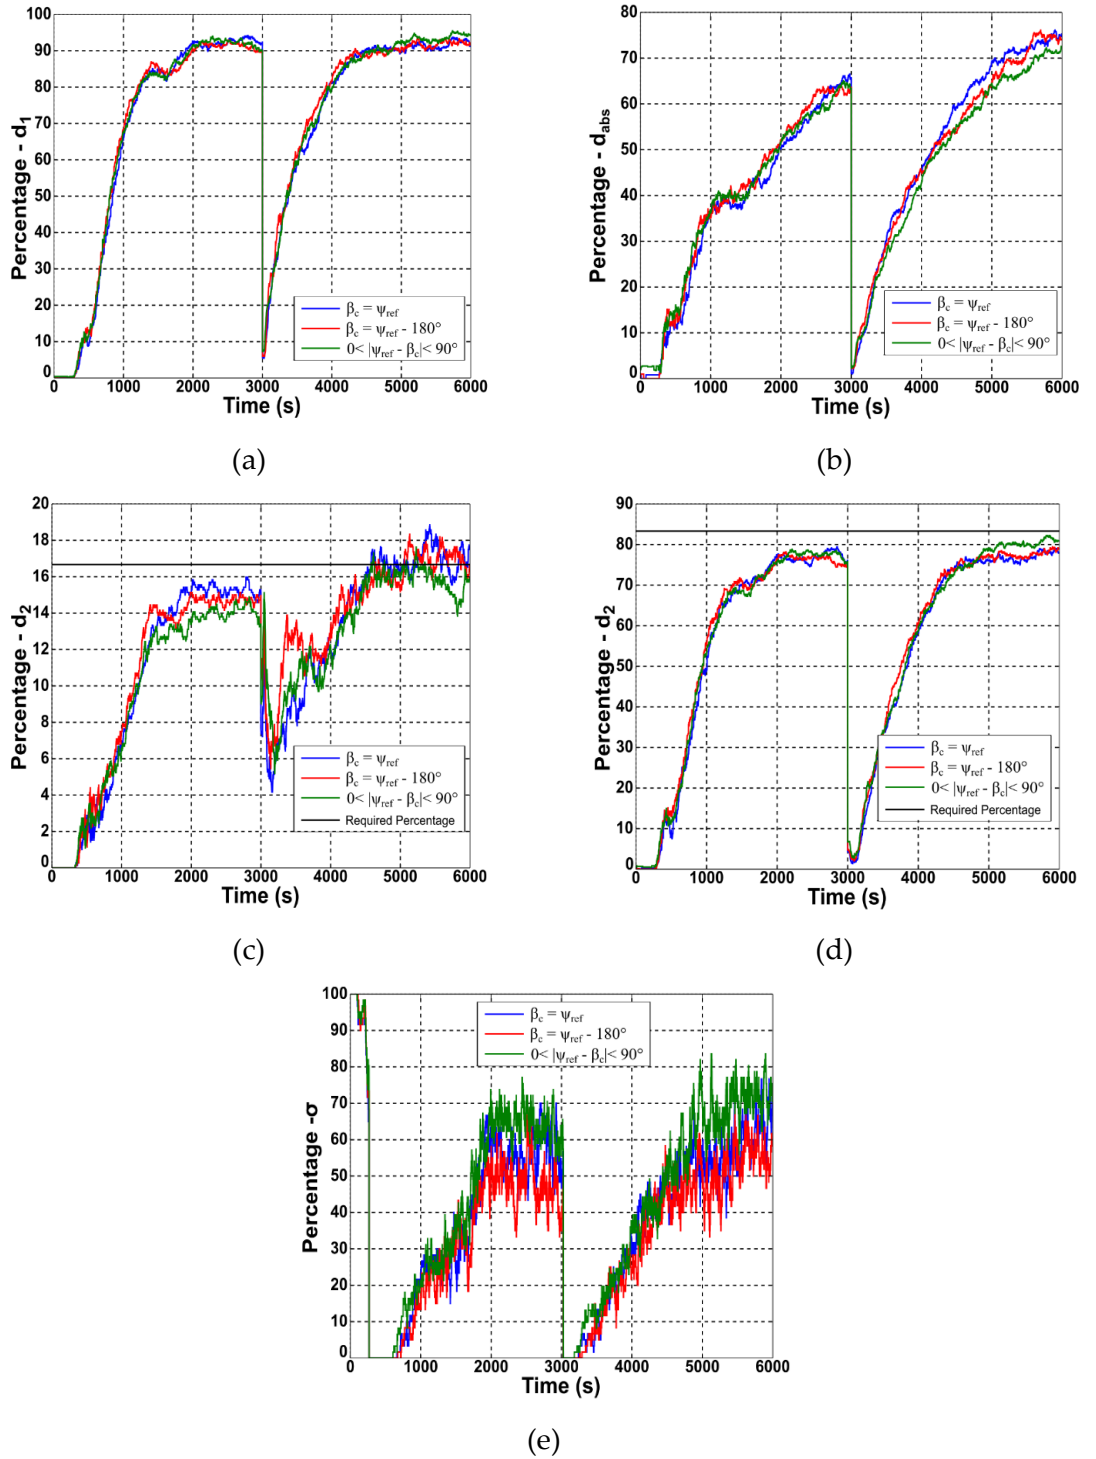 100
90
80
70
60
50
40
30
20
10
0
Percentage - d1
0 1000 2000 3000 4000 5000 6000
Time (s)
βc = ψref
βc = ψref - 180°
0< |ψref - βc|< 90°
(a)
80
70
60
50
40
30
20
10
0
Percentage - dabs
0 1000 2000 3000 4000 5000 6000
Time (s)
βc = ψref
βc = ψref - 180°
0< |ψref - βc|< 90°
(b)
20
18
16
14
12
10
8
6
4
2
0
Percentage - d2
0 1000 2000 3000 4000 5000 6000
Time (s)
βc = ψref
βc = ψref - 180°
0< |ψref - βc|< 90°
Required Percentage
(c)
90
80
70
60
50
40
30
20
10
0
Percentage - d2
0 1000 2000 3000 4000 5000 6000
Time (s)
βc = ψref
βc = ψref - 180°
0< |ψref - βc|< 90°
Required Percentage
(d)
100
90
80
70
60
50
40
30
20
10
0
Percentage -σ
0 1000 2000 3000 4000 5000 6000
Time (s)
βc = ψref
βc = ψref - 180°
0< |ψref - βc|< 90°
(e)